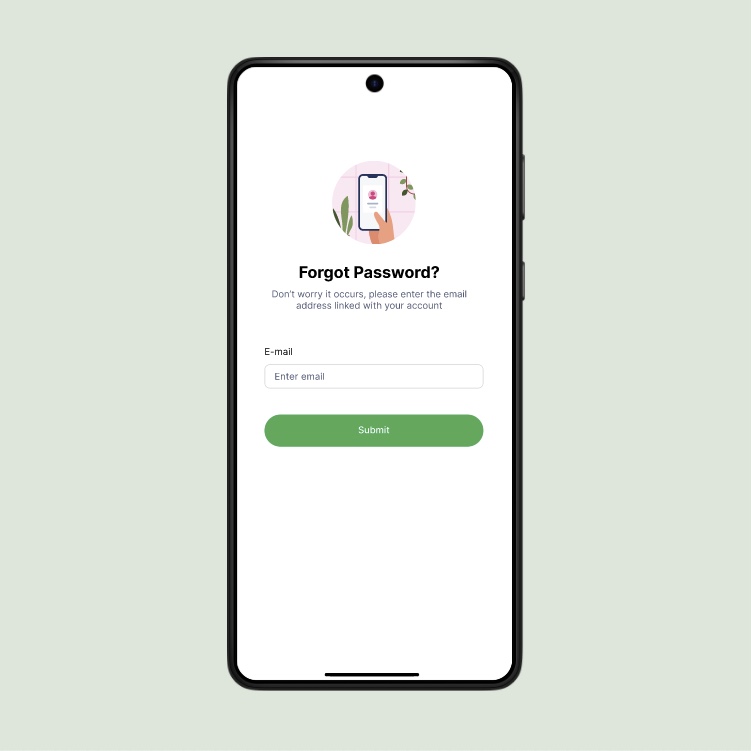 Forgot Password?
Don't worry it occurs, please enter the email
address linked with your account
E-mail
Enter email
Submit